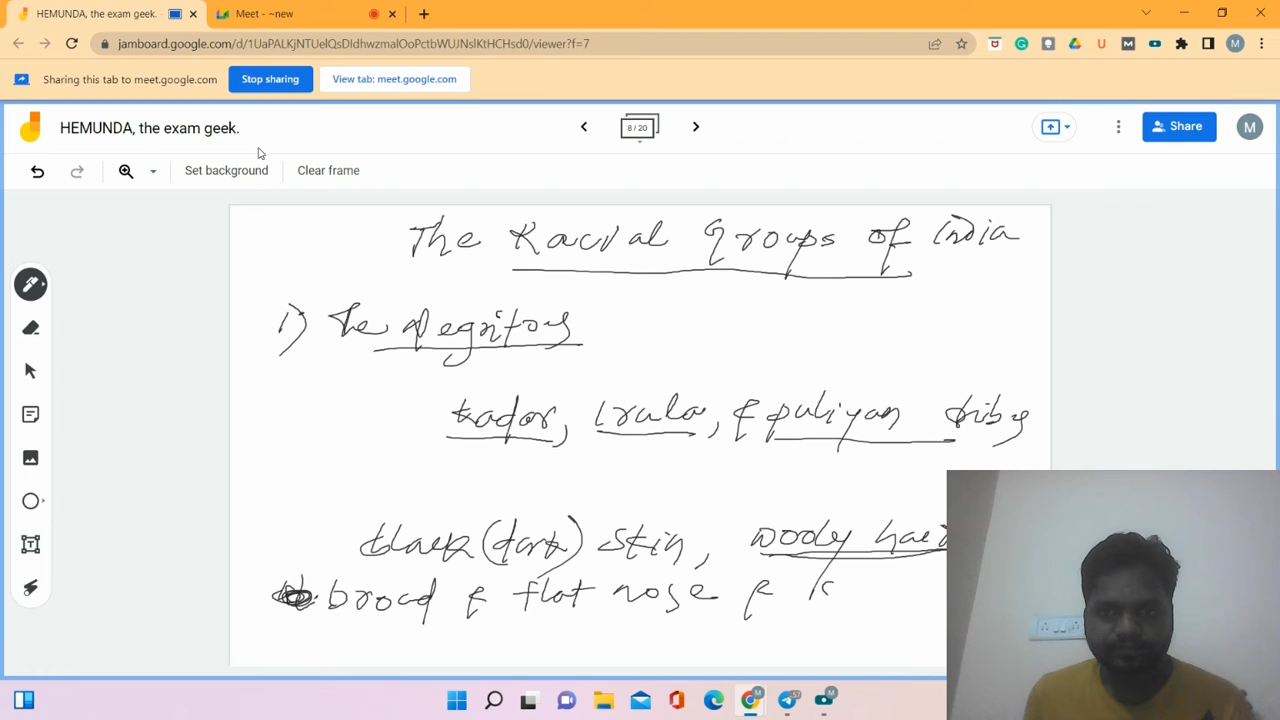 HEMUNDA, the exam geek.
Meet - ~new
jamboard.google.com/d/1UaPALKjNTUelQsDIdhwzmalOoPctbWUJNslKtHCHsd0/viewer?f=7
M
Sharing this tab to meet.google.com
Stop sharing
View tab: meet.google.com
HEMUNDA, the exam geek.
8 / 20
Share
M
Set background
Clear frame
The Racial Groups of India
1) The Negritos
kador, Irula, & puliyan tribes
black (dark) skin, wooly hair
broad & flat nose &